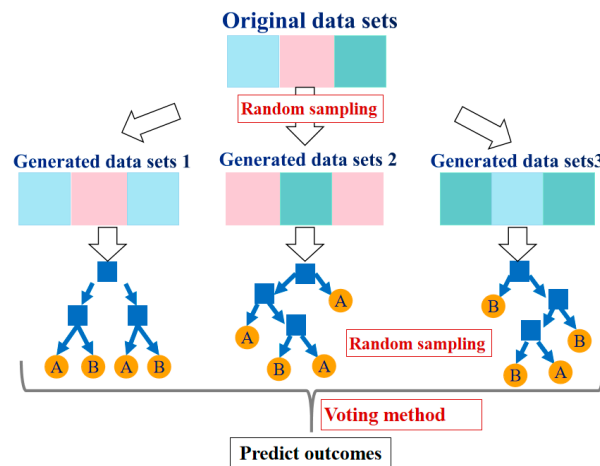 Original data sets
Random sampling
Generated data sets 1
Generated data sets 2
Generated data sets3
A
B
A
B
A
A
B
A
B
B
B
A
Random sampling
Voting method
Predict outcomes